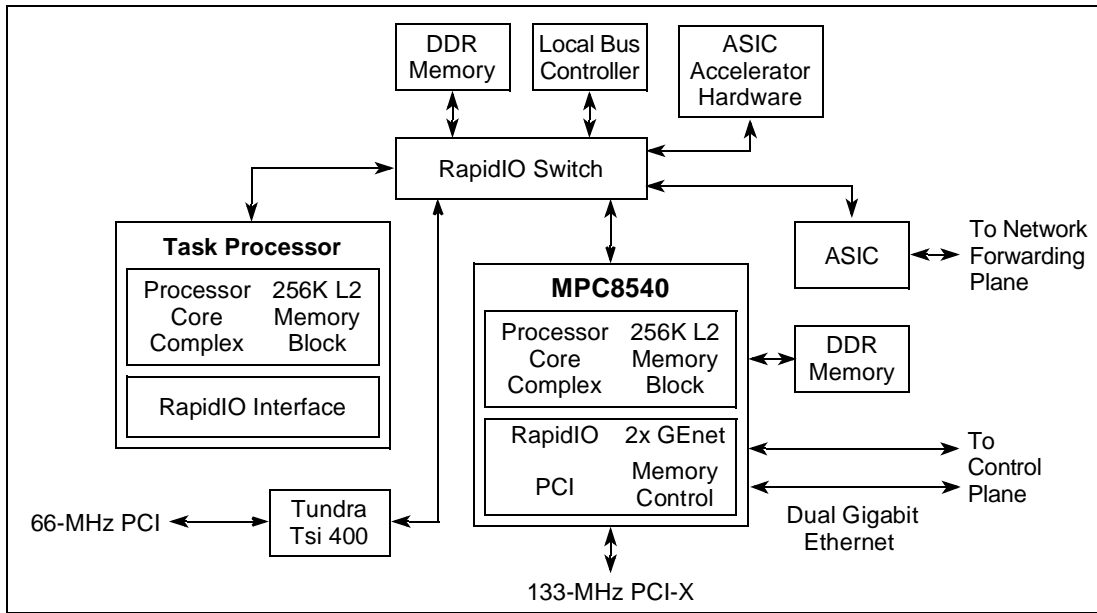 DDR
Memory
Local Bus
Controller
ASIC
Accelerator
Hardware
RapidIO Switch
Task Processor
Processor
Core
Complex
256K L2
Memory
Block
RapidIO Interface
MPC8540
Processor
Core
Complex
256K L2
Memory
Block
RapidIO
2x GEnet
PCI
Memory
Control
ASIC
To Network
Forwarding
Plane
DDR
Memory
To
Control
Plane
Dual Gigabit
Ethernet
66-MHz PCI
Tundra
Tsi 400
133-MHz PCI-X